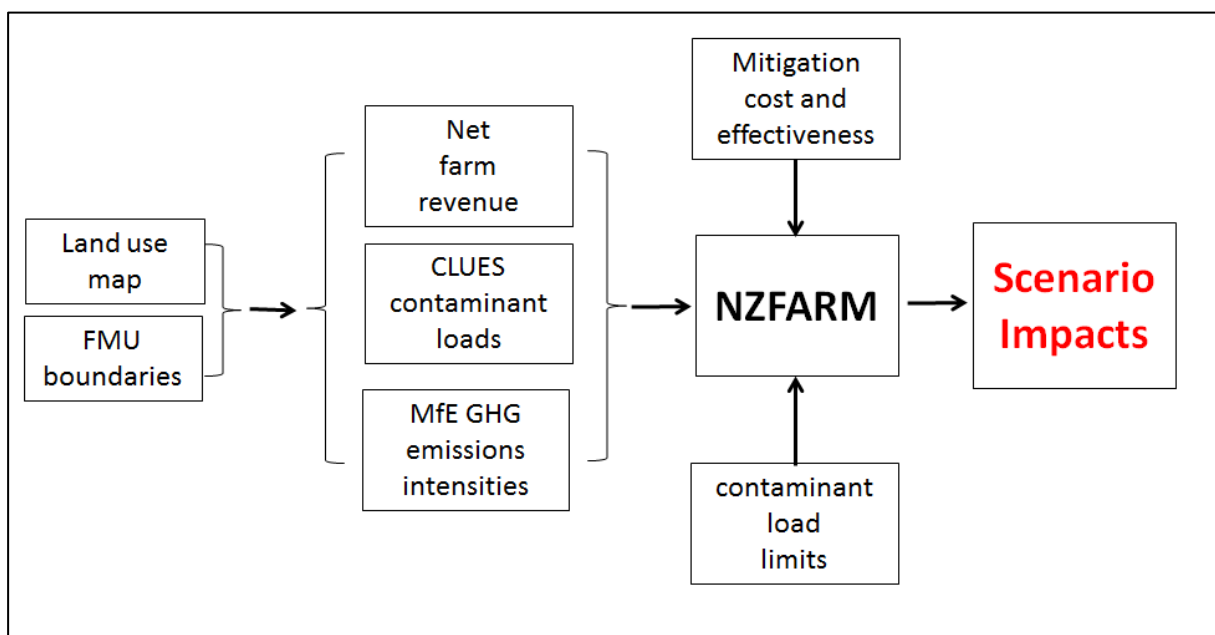 Land use
map
FMU
boundaries
Net
farm
revenue
CLUES
contaminant
loads
MfE GHG
emissions
intensities
Mitigation
cost and
effectiveness
NZFARM
contaminant
load
limits
Scenario
Impacts